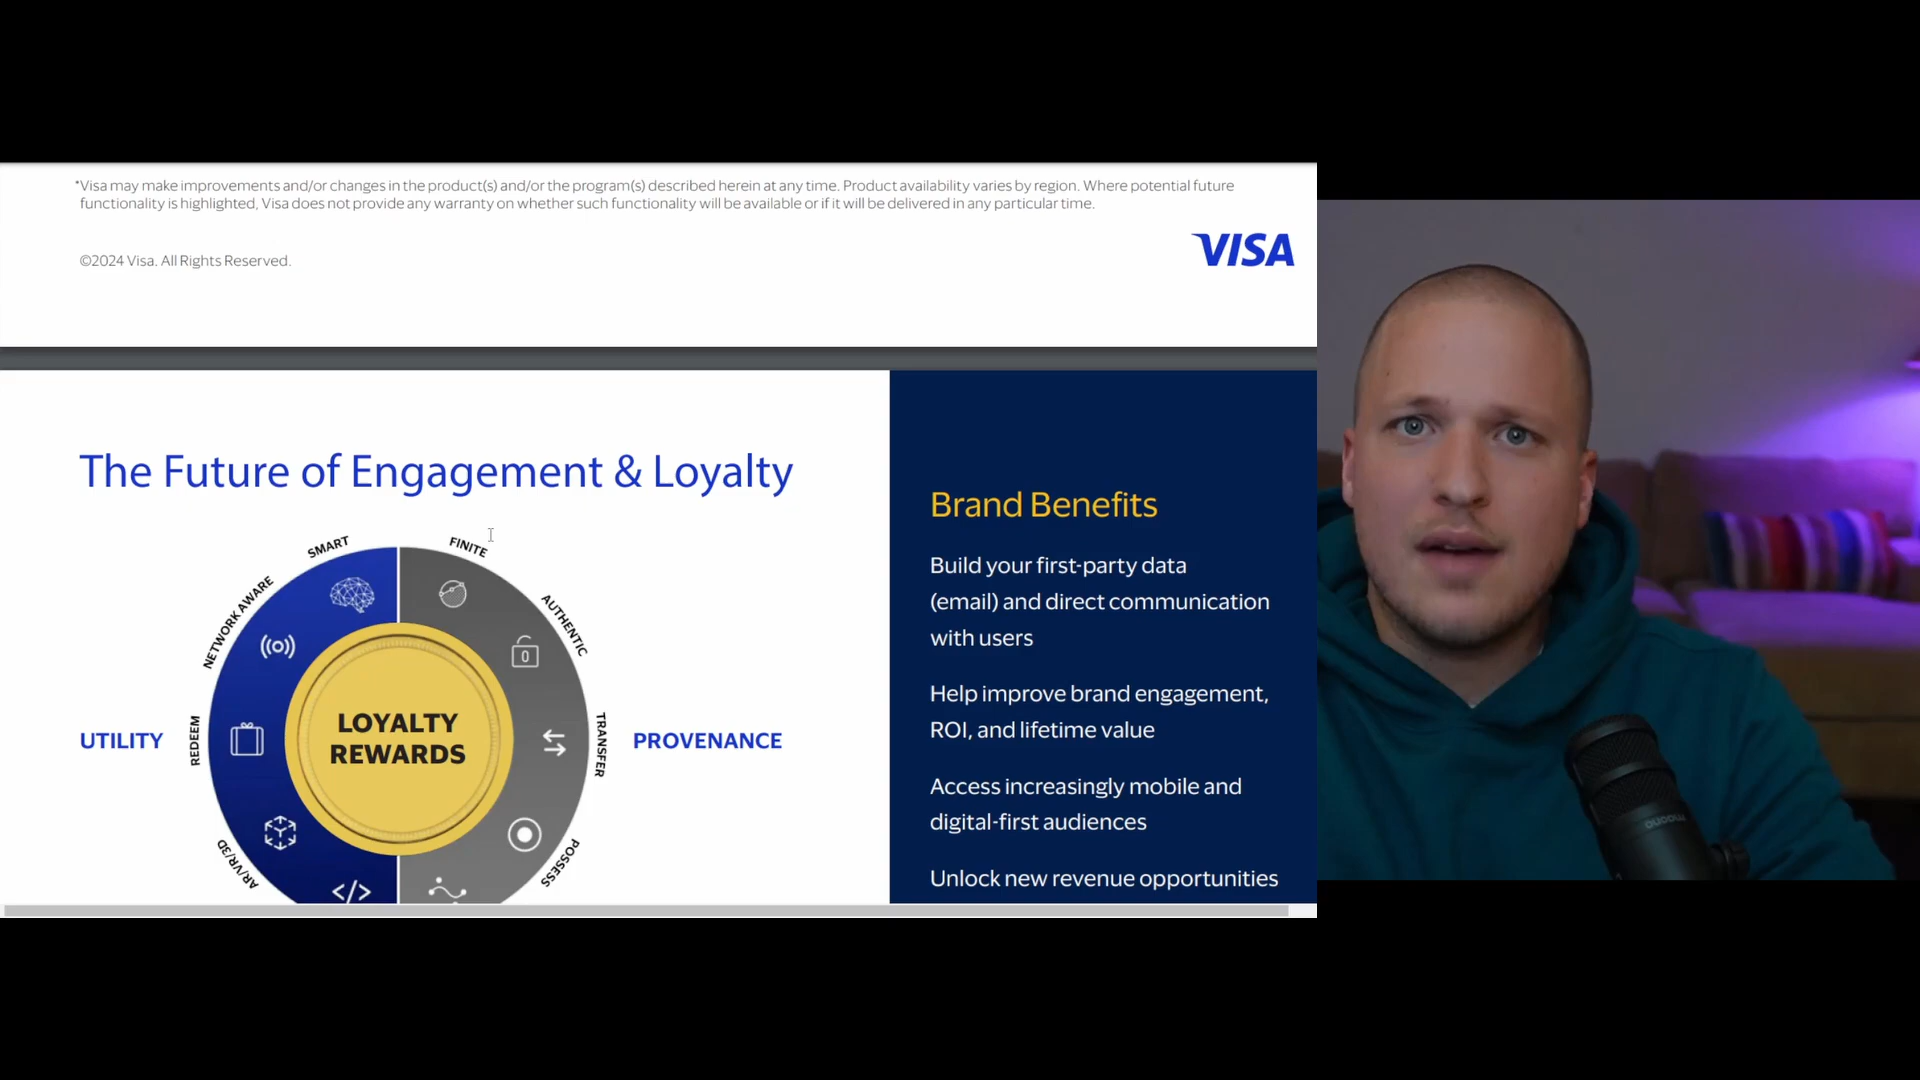 *Visa may make improvements and/or changes in the product(s) and/or the program(s) described herein at any time. Product availability varies by region. Where potential future
functionality is highlighted, Visa does not provide any warranty on whether such functionality will be available or if it will be delivered in any particular time.
©2024 Visa. All Rights Reserved.
VISA
The Future of Engagement & Loyalty
SMART
FINITE
NETWORK AWARE
AUTHENTIC
UTILITY
REDEEM
LOYALTY
REWARDS
TRANSFER
PROVENANCE
AR/VR/3D
POSSESS
</>
Brand Benefits
Build your first-party data
(email) and direct communication
with users
Help improve brand engagement,
ROI, and lifetime value
Access increasingly mobile and
digital-first audiences
Unlock new revenue opportunities
maono